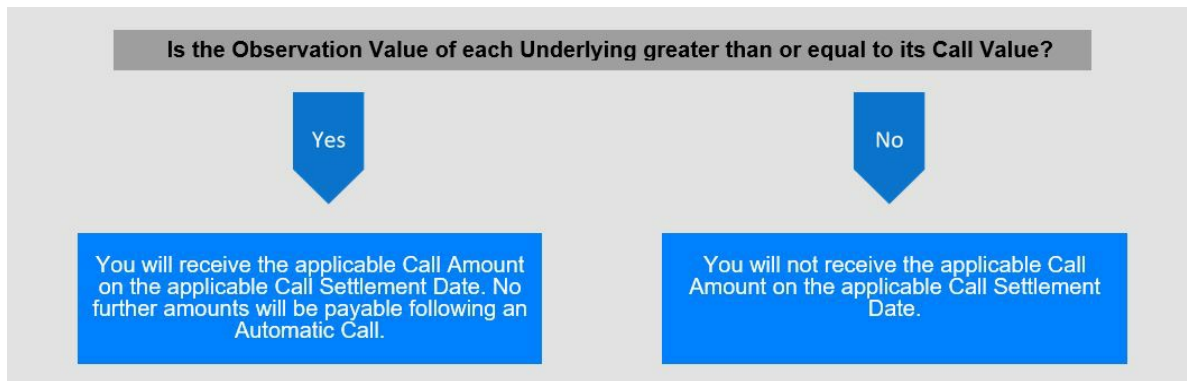 Is the Observation Value of each Underlying greater than or equal to its Call Value?
Yes
No
You will receive the applicable Call Amount
on the applicable Call Settlement Date. No
further amounts will be payable following an
Automatic Call.
You will not receive the applicable Call
Amount on the applicable Call Settlement
Date.